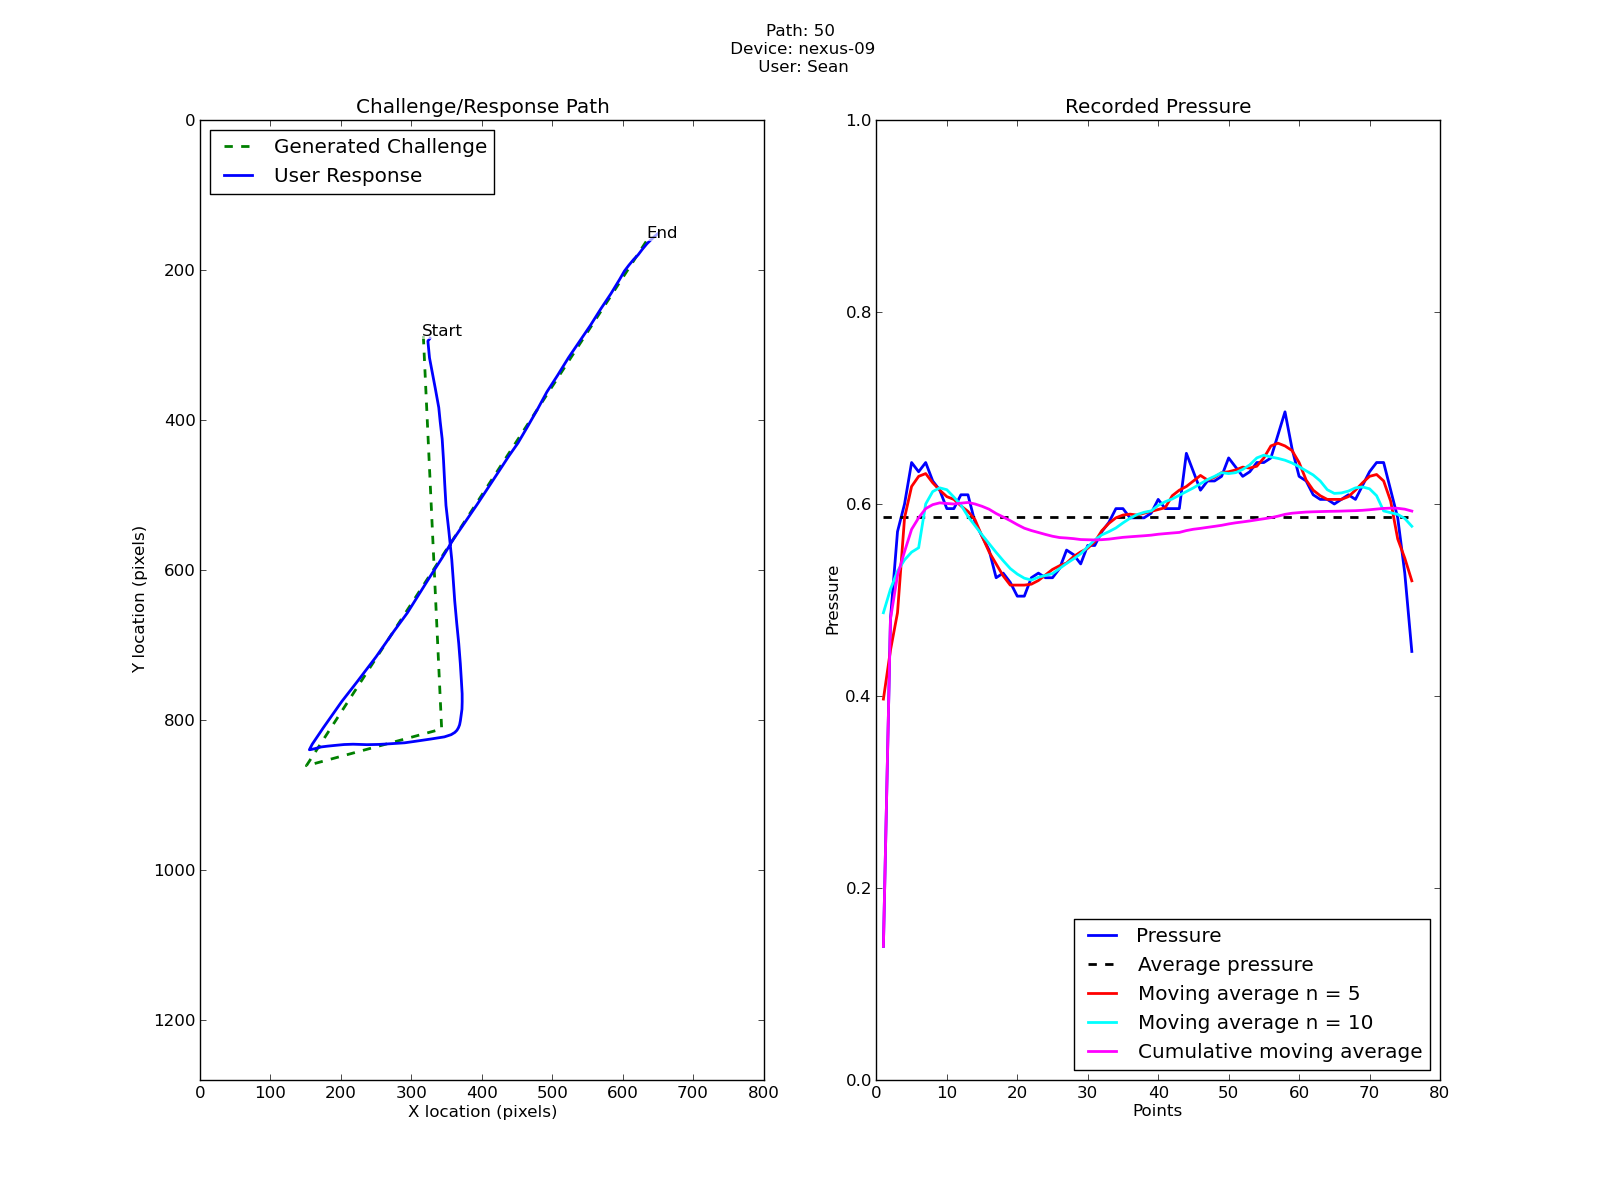 Path: 50
Device: nexus-09
User: Sean
Challenge/Response Path
0
200
400
600
800
1000
1200
Y location (pixels)
Generated Challenge
User Response
End
Start
0 100 200 300 400 500 600 700 800
X location (pixels)
Recorded Pressure
1.0
0.8
0.6
0.4
0.2
0.0
Pressure
Pressure
Average pressure
Moving average n = 5
Moving average n = 10
Cumulative moving average
0 10 20 30 40 50 60 70 80
Points